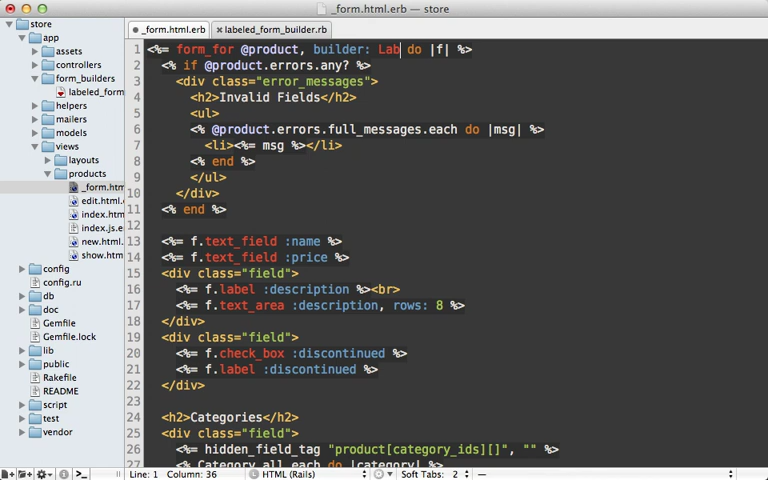 _form.html.erb — store
store
app
assets
controllers
form_builders
labeled_form
helpers
mailers
models
views
layouts
products
_form.htm
edit.html.
index.htm
index.js.e
new.html.
show.htm
config
config.ru
db
doc
Gemfile
Gemfile.lock
lib
public
Rakefile
README
script
test
vendor
_form.html.erb labeled_form_builder.rb
1 <%= form_for @product, builder: Lab do |f| %>
2 <% if @product.errors.any? %>
3 <div class="error_messages">
4 <h2>Invalid Fields</h2>
5 <ul>
6 <% @product.errors.full_messages.each do |msg| %>
7 <li><%= msg %></li>
8 <% end %>
9 </ul>
10 </div>
11 <% end %>
12
13 <%= f.text_field :name %>
14 <%= f.text_field :price %>
15 <div class="field">
16 <%= f.label :description %><br>
17 <%= f.text_area :description, rows: 8 %>
18 </div>
19 <div class="field">
20 <%= f.check_box :discontinued %>
21 <%= f.label :discontinued %>
22 </div>
23
24 <h2>Categories</h2>
25 <div class="field">
26 <%= hidden_field_tag "product[category_ids][]", "" %>
27 <% Category.all.each do |category| %>
Line: 1 Column: 36 HTML (Rails) Soft Tabs: 2 —